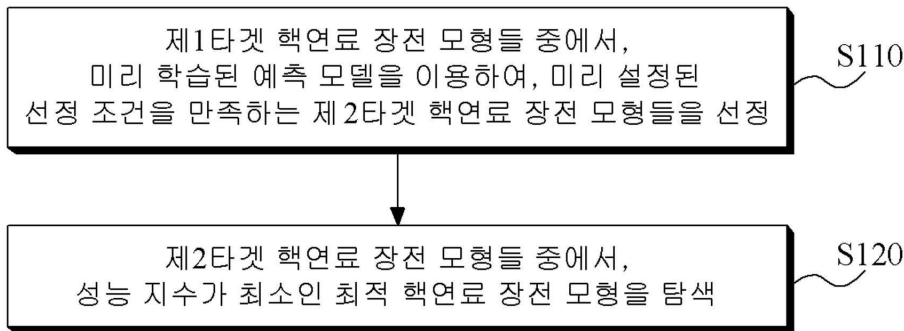 제1타겟 핵연료 장전 모형들 중에서,
미리 학습된 예측 모델을 이용하여, 미리 설정된
선정 조건을 만족하는 제2타겟 핵연료 장전 모형들을 선정
S110
제2타겟 핵연료 장전 모형들 중에서,
성능 지수가 최소인 최적 핵연료 장전 모형을 탐색
S120